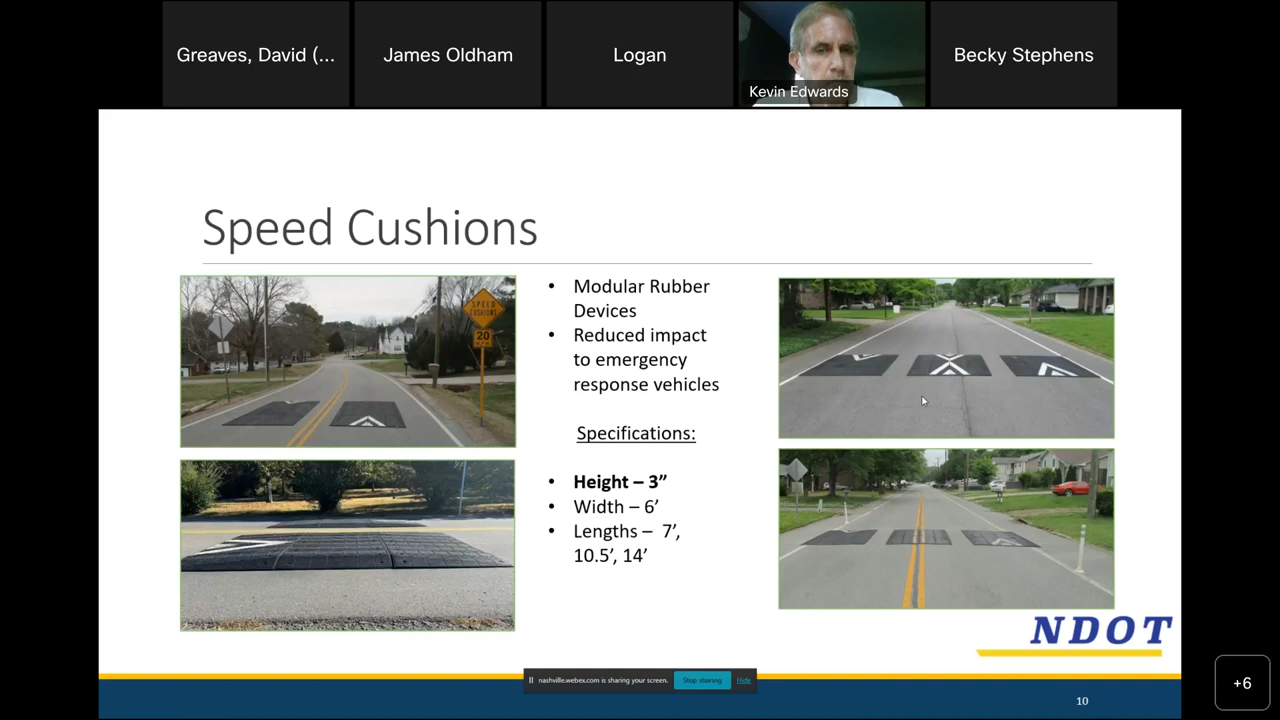 Greaves, David (...
James Oldham
Logan
Kevin Edwards
Becky Stephens
Speed Cushions
• Modular Rubber
Devices
• Reduced impact
to emergency
response vehicles
Specifications:
• Height – 3”
• Width – 6’
• Lengths – 7’,
10.5’, 14’
SPEED
CUSHIONS
20
NDOT
nashville.webex.com is sharing your screen.
Stop sharing
Hide
10
+6